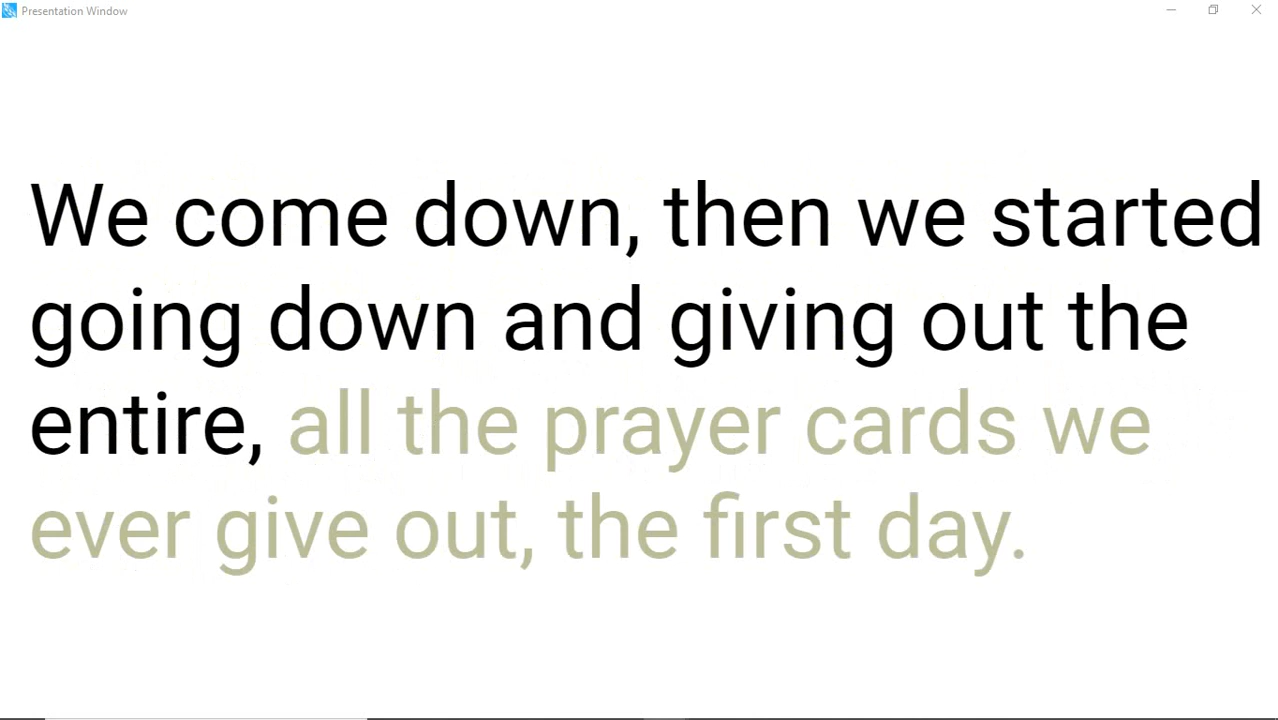 Presentation Window
We come down, then we started
going down and giving out the
entire, all the prayer cards we
ever give out, the first day.